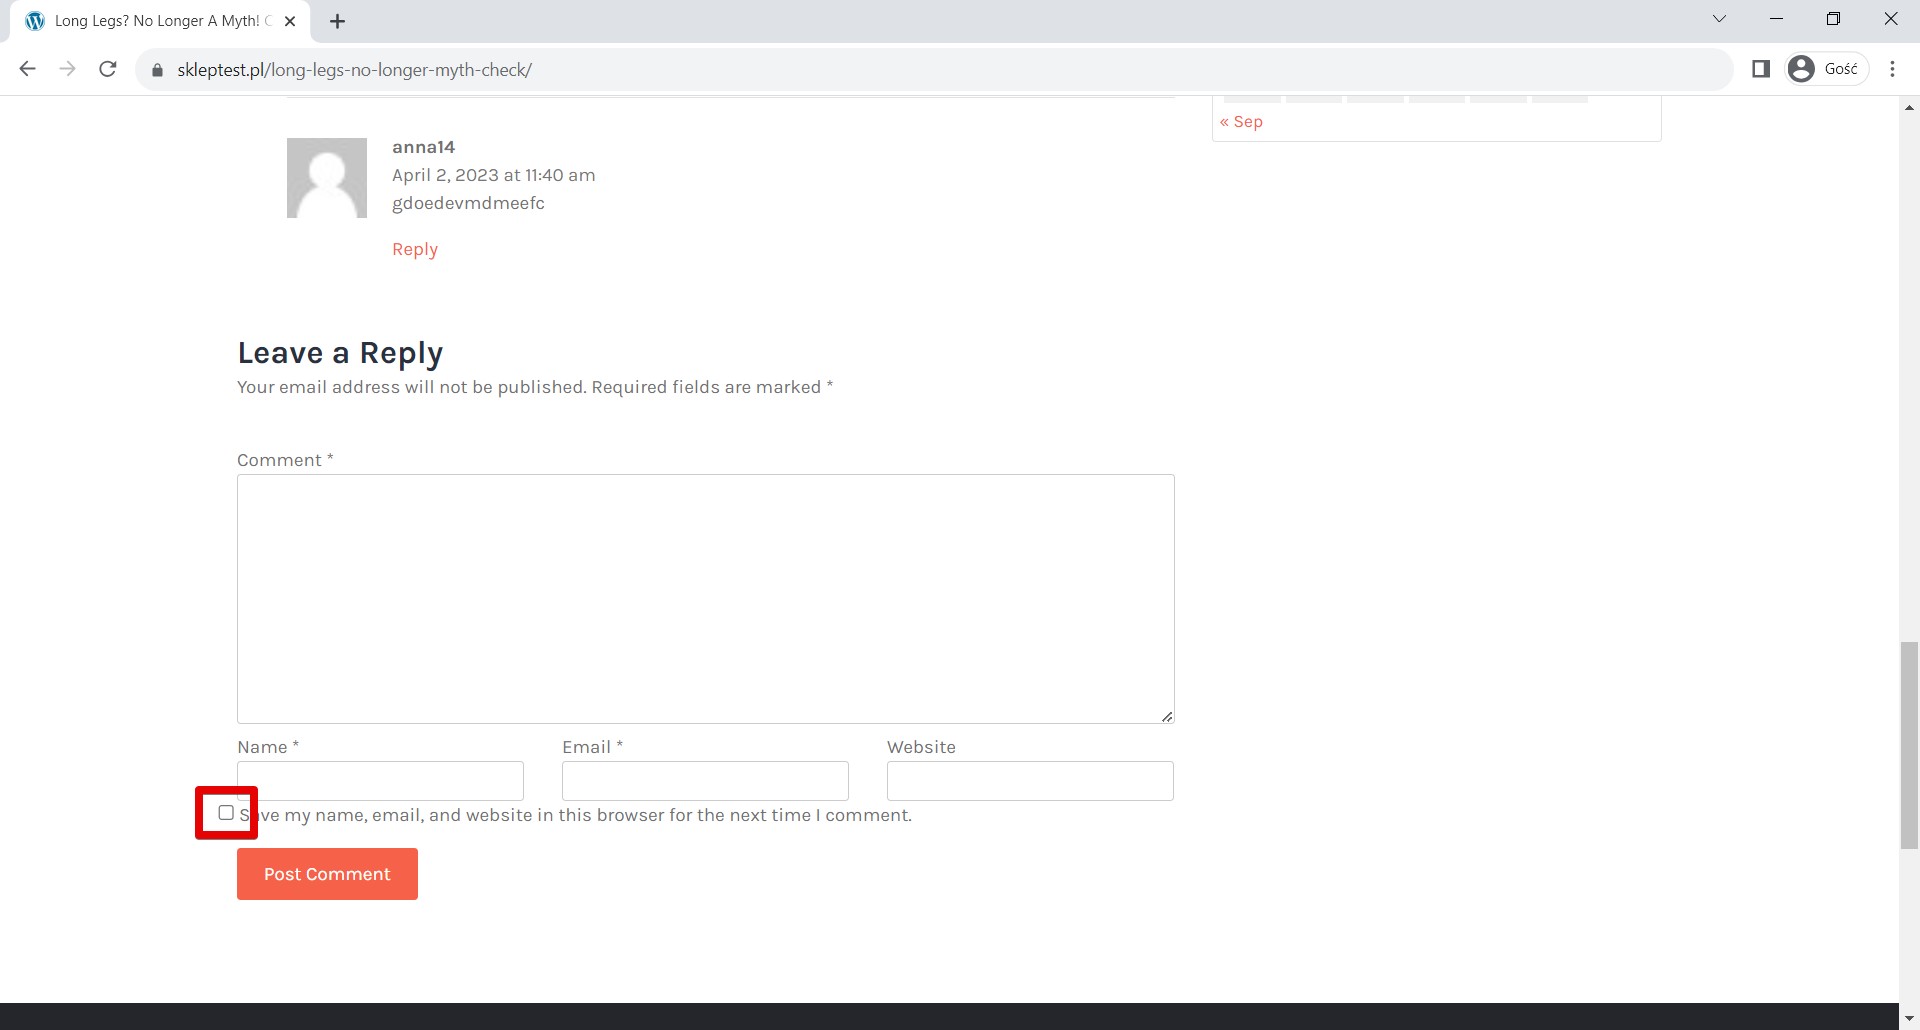 Long Legs? No Longer A Myth!
skleptest.pl/long-legs-no-longer-myth-check/
Gość
« Sep
anna14
April 2, 2023 at 11:40 am
gdoedevmdmeefc
Reply
Leave a Reply
Your email address will not be published. Required fields are marked *
Comment *
Name *
Email *
Website
Save my name, email, and website in this browser for the next time I comment.
Post Comment